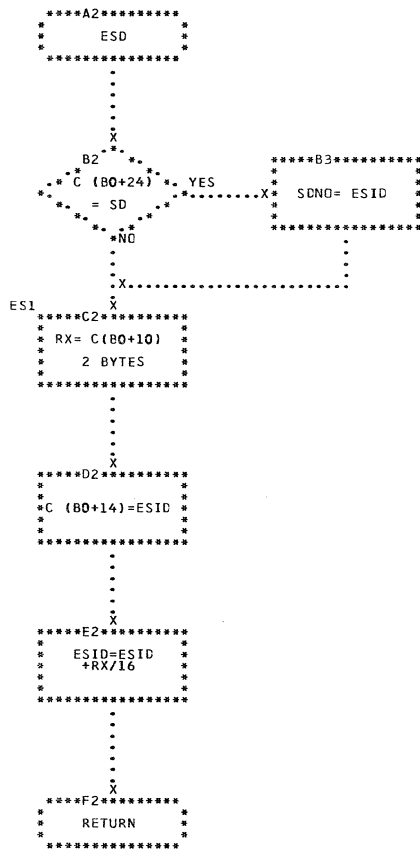 A2
ESD
B2
C (B0+24)
= SD
YES
NO
B3
SDNO= ESID
ES1
C2
RX= C(B0+10)
2 BYTES
D2
C (B0+14)=ESID
E2
ESID=ESID
+RX/16
F2
RETURN